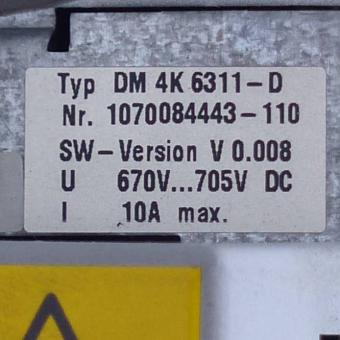 Typ DM 4K 6311-D
Nr. 1070084443-110
SW-Version V 0.008
U 670V...705V DC
I 10A max.